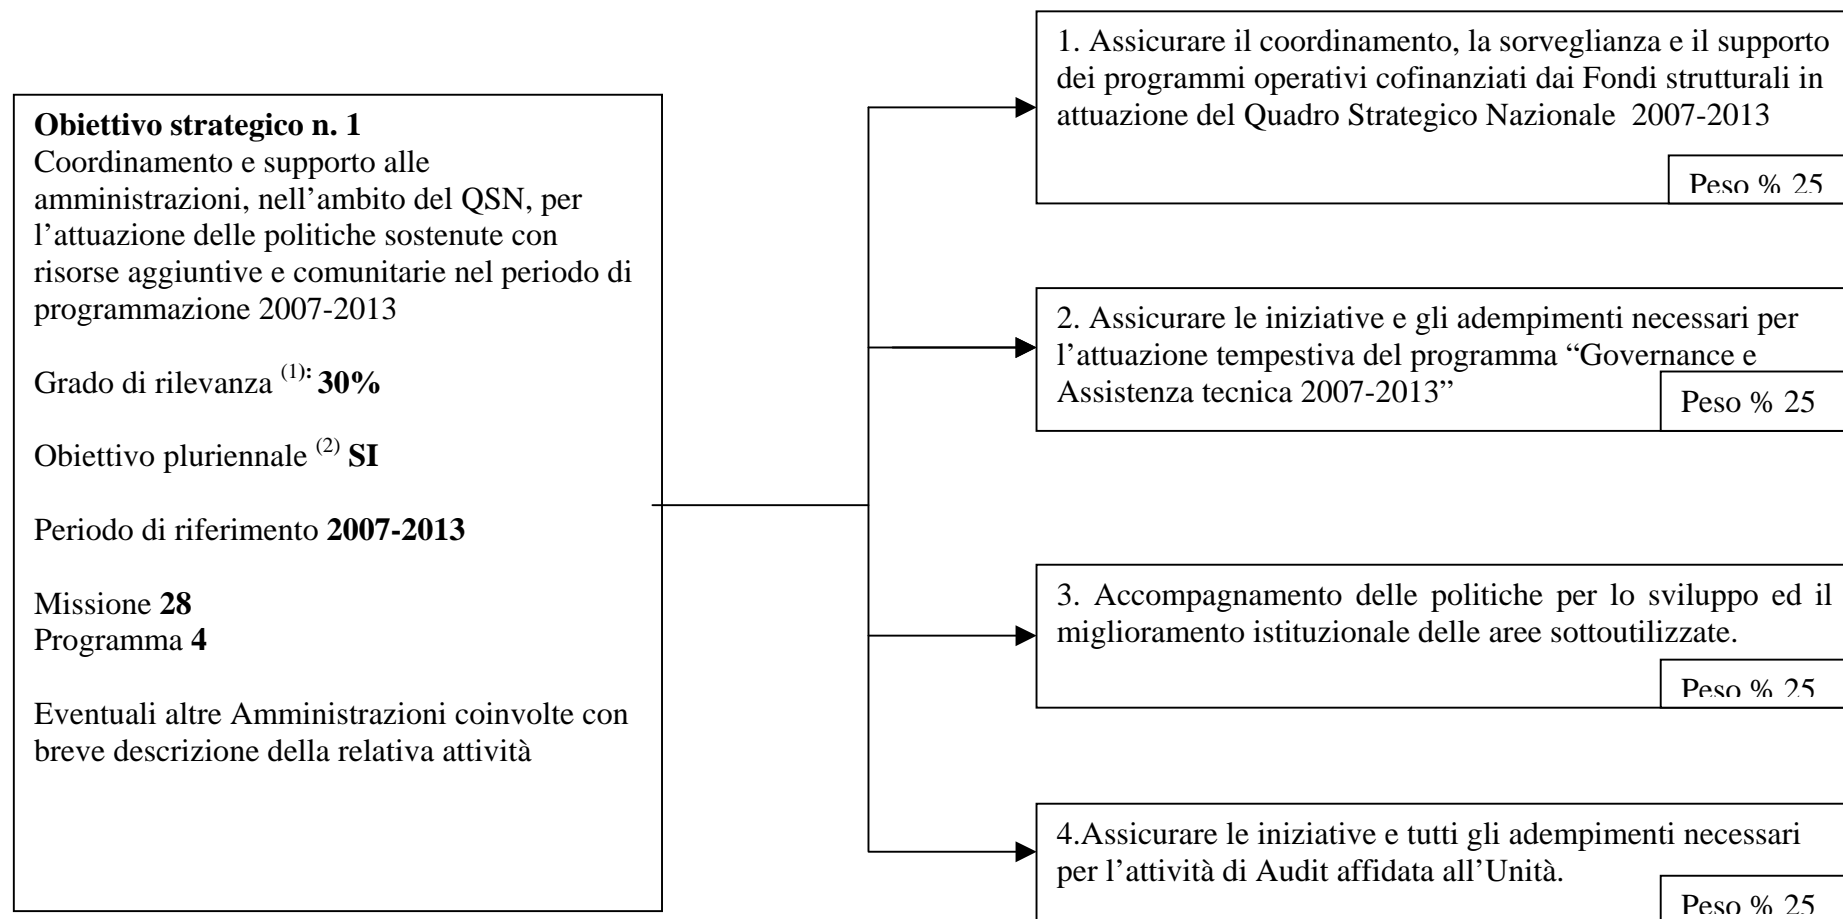 Obiettivo strategico n. 1
Coordinamento e supporto alle
amministrazioni, nell’ambito del QSN, per
l’attuazione delle politiche sostenute con
risorse aggiuntive e comunitarie nel periodo di
programmazione 2007-2013
Grado di rilevanza (1): 30%
Obiettivo pluriennale (2) SI
Periodo di riferimento 2007-2013
Missione 28
Programma 4
Eventuali altre Amministrazioni coinvolte con
breve descrizione della relativa attività
1. Assicurare il coordinamento, la sorveglianza e il supporto
dei programmi operativi cofinanziati dai Fondi strutturali in
attuazione del Quadro Strategico Nazionale 2007-2013
Peso % 25
2. Assicurare le iniziative e gli adempimenti necessari per
l’attuazione tempestiva del programma “Governance e
Assistenza tecnica 2007-2013”
Peso % 25
3. Accompagnamento delle politiche per lo sviluppo ed il
miglioramento istituzionale delle aree sottoutilizzate.
Peso % 25
4.Assicurare le iniziative e tutti gli adempimenti necessari
per l’attività di Audit affidata all’Unità.
Peso % 25